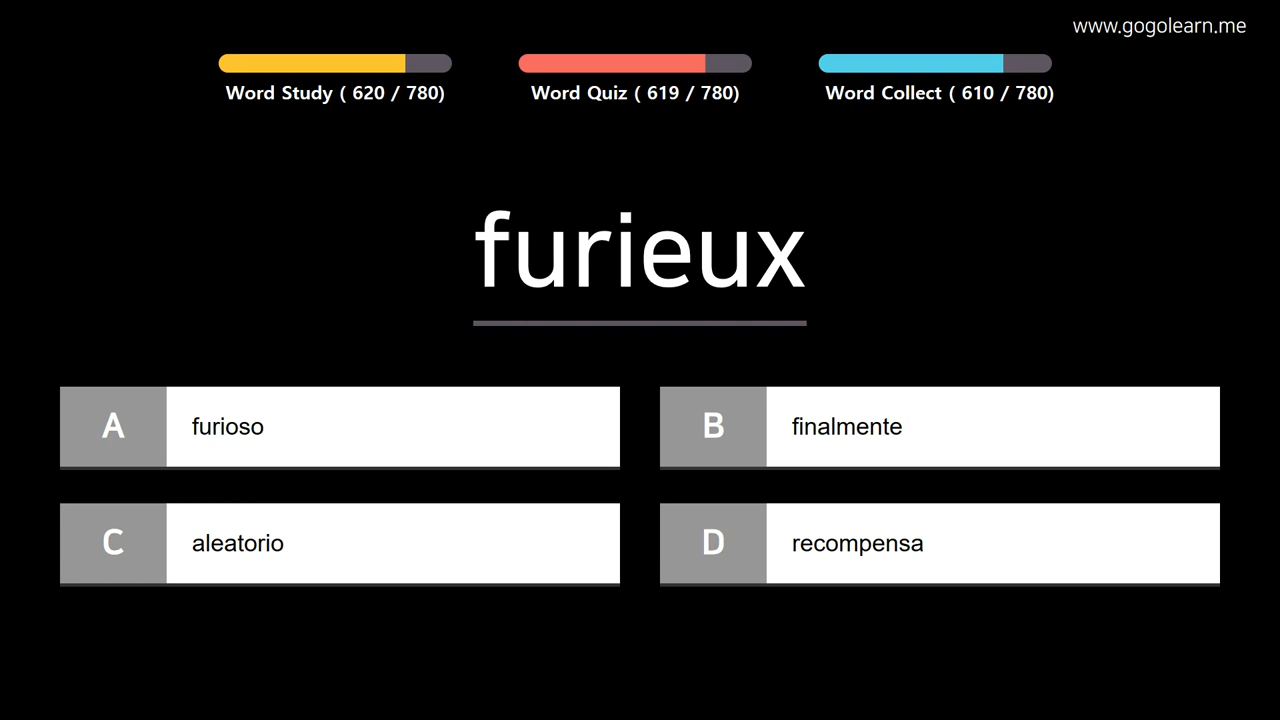 www.gogolearn.me
Word Study ( 620 / 780)
Word Quiz ( 619 / 780)
Word Collect ( 610 / 780)
furieux
A furioso
B finalmente
C aleatorio
D recompensa